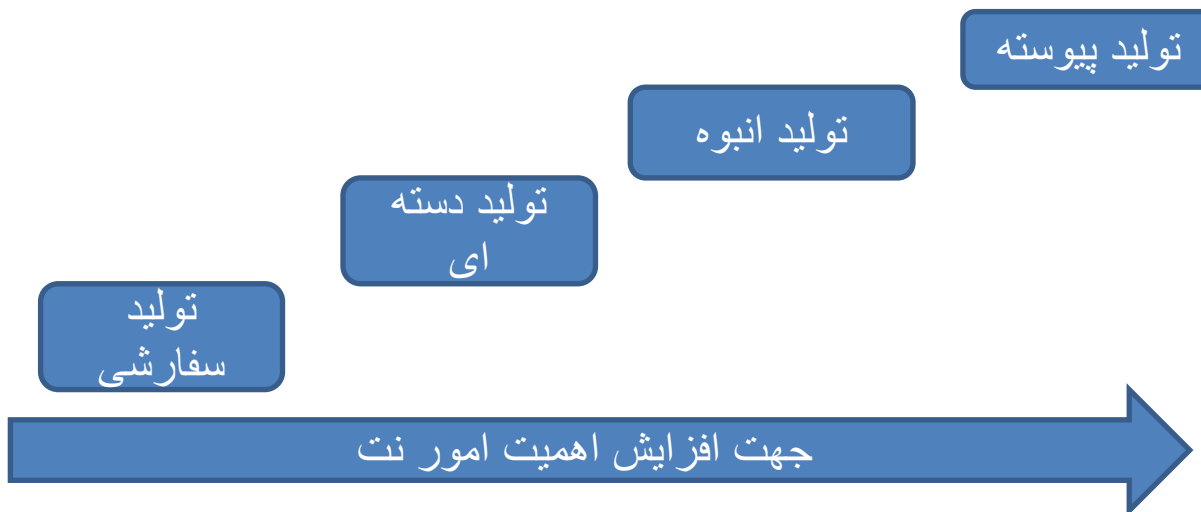 تولید پیوسته
تولید انبوه
تولید دسته
ای
تولید
سفارشی
جهت افزایش اهمیت امور نت